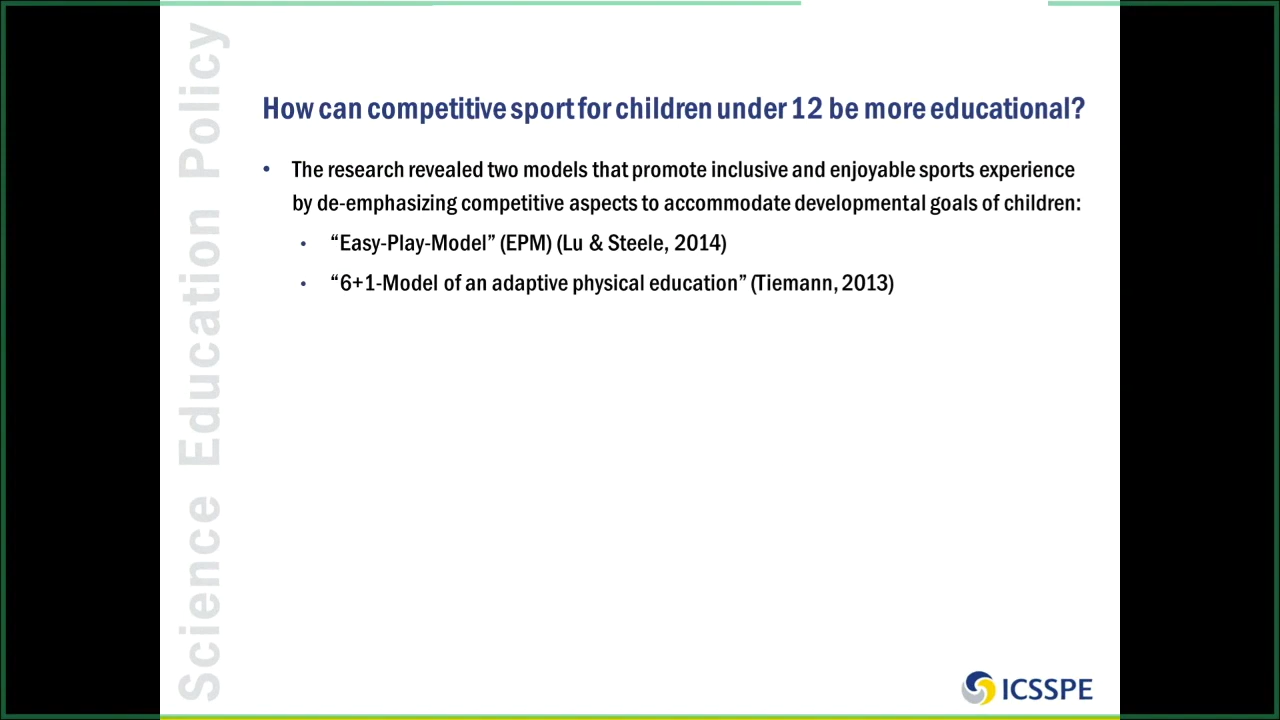 Science Education Policy
How can competitive sport for children under 12 be more educational?
• The research revealed two models that promote inclusive and enjoyable sports experience
by de-emphasizing competitive aspects to accommodate developmental goals of children:
• “Easy-Play-Model” (EPM) (Lu & Steele, 2014)
• “6+1-Model of an adaptive physical education” (Tiemann, 2013)
ICSSPE